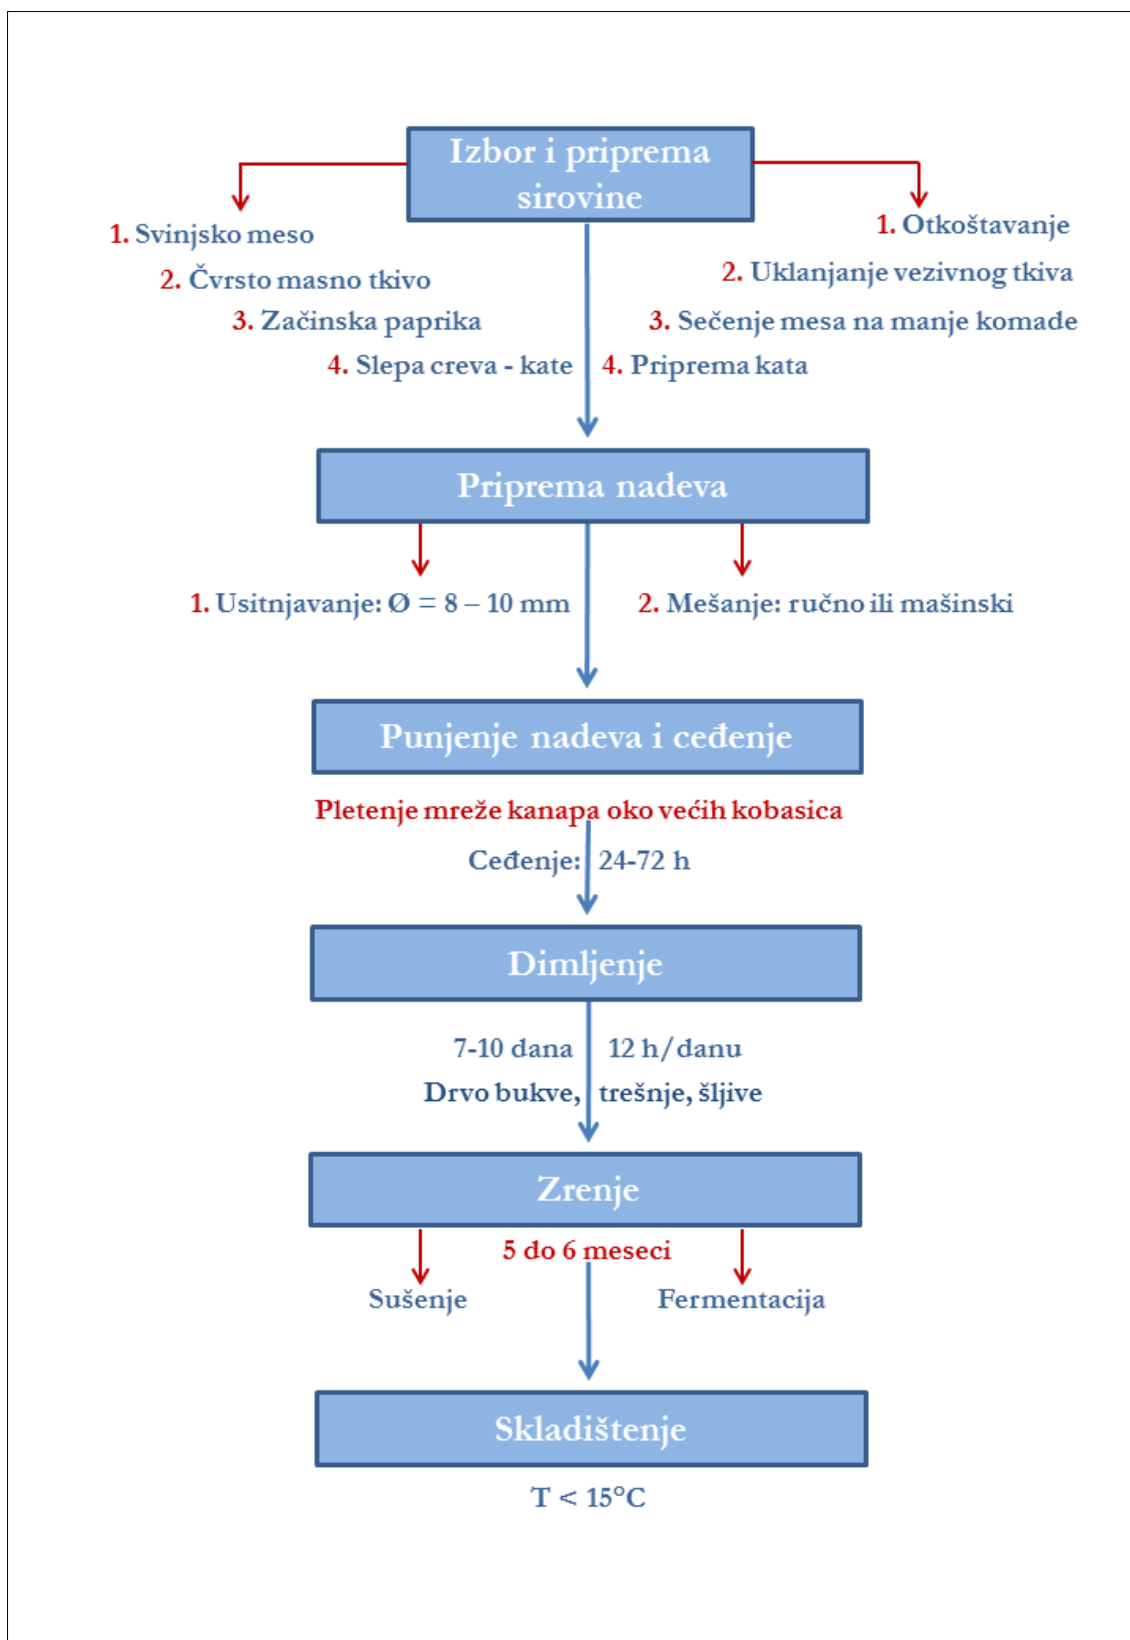 Izbor i priprema
sirovine
1. Svinjsko meso
2. Čvrsto masno tkivo
3. Začinska paprika
4. Slepa creva - kate
1. Otkoštavanje
2. Uklanjanje vezivnog tkiva
3. Sečenje mesa na manje komade
4. Priprema kata
Priprema nadeva
1. Usitnjavanje: Ø = 8 – 10 mm
2. Mešanje: ručno ili mašinski
Punjenje nadeva i ceđenje
Pletenje mreže kanapa oko većih kobasica
Ceđenje: 24-72 h
Dimljenje
7-10 dana 12 h/danu
Drvo bukve, trešnje, šljive
Zrenje
5 do 6 meseci
Sušenje
Fermentacija
Skladištenje
T < 15°C